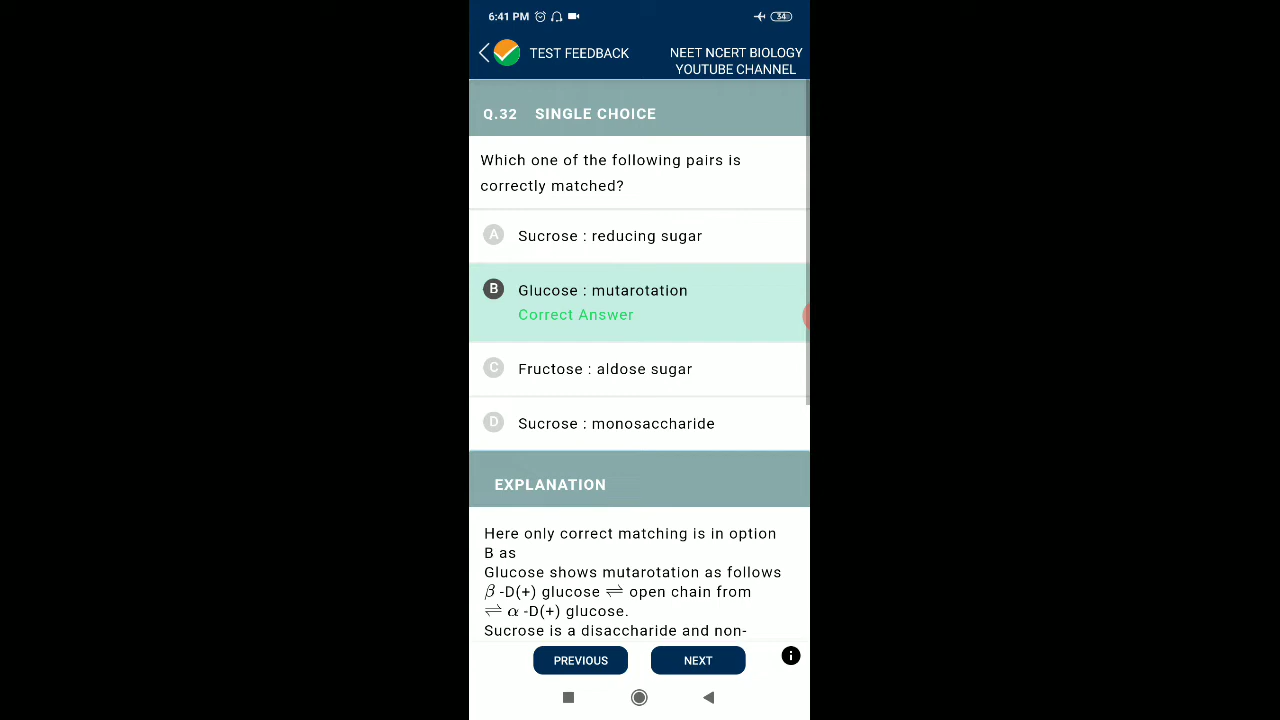 6:41 PM
34
TEST FEEDBACK
NEET NCERT BIOLOGY
YOUTUBE CHANNEL
Q.32 SINGLE CHOICE
Which one of the following pairs is
correctly matched?
A Sucrose : reducing sugar
B Glucose : mutarotation
Correct Answer
C Fructose : aldose sugar
D Sucrose : monosaccharide
EXPLANATION
Here only correct matching is in option
B as
Glucose shows mutarotation as follows
β -D(+) glucose ⇌ open chain from
⇌ α -D(+) glucose.
Sucrose is a disaccharide and non-
PREVIOUS NEXT